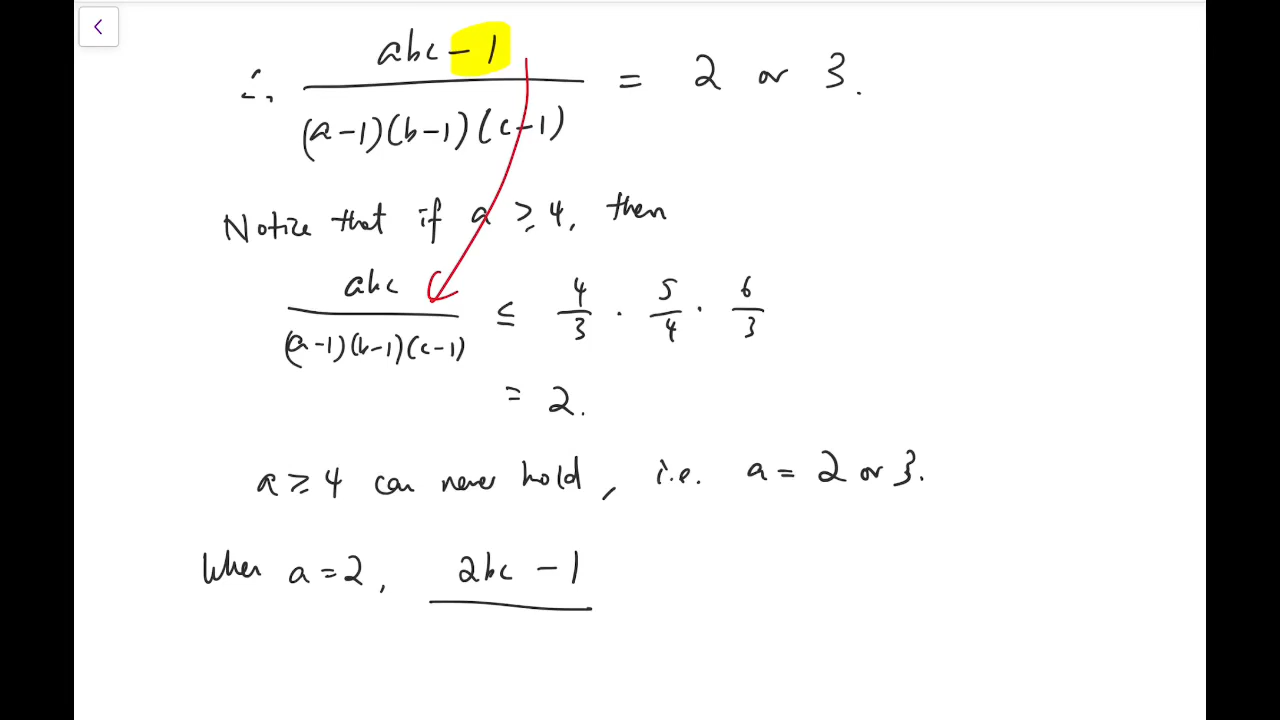 ∴ (abc - 1) / ((a-1)(b-1)(c-1)) = 2 or 3.
Notice that if a ≥ 4, then
abc / ((a-1)(b-1)(c-1)) ≤ 4/3 · 5/4 · 6/3
= 2.
a ≥ 4 can never hold, i.e. a = 2 or 3.
When a = 2, 2bc - 1